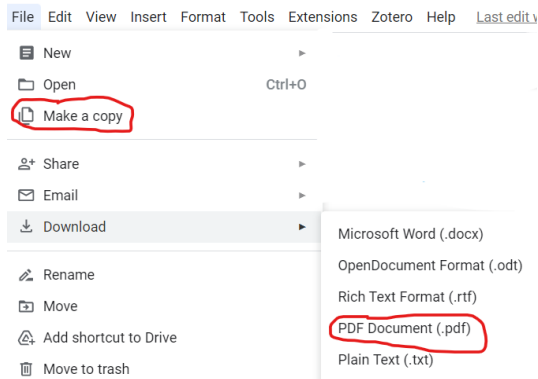 File Edit View Insert Format Tools Extensions Zotero Help Last edit
New
Open Ctrl+O
Make a copy
Share
Email
Download
Rename
Move
Add shortcut to Drive
Move to trash
Microsoft Word (.docx)
OpenDocument Format (.odt)
Rich Text Format (.rtf)
PDF Document (.pdf)
Plain Text (.txt)